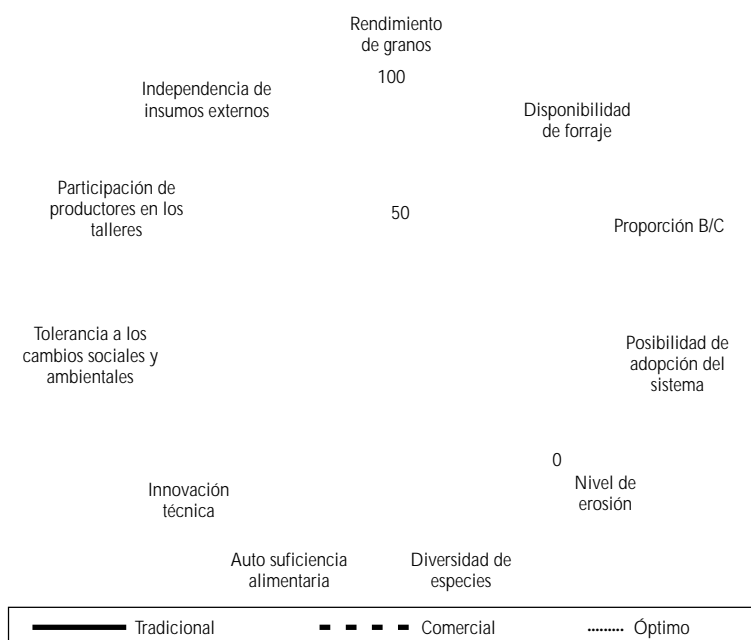 Rendimiento
de granos
100
Independencia de
insumos externos
Disponibilidad
de forraje
Participación de
productores en los
talleres
50
Proporción B/C
Tolerancia a los
cambios sociales y
ambientales
Posibilidad de
adopción del
sistema
0
Nivel de
erosión
Innovación
técnica
Auto suficiencia
alimentaria
Diversidad de
especies
Tradicional
Comercial
Óptimo